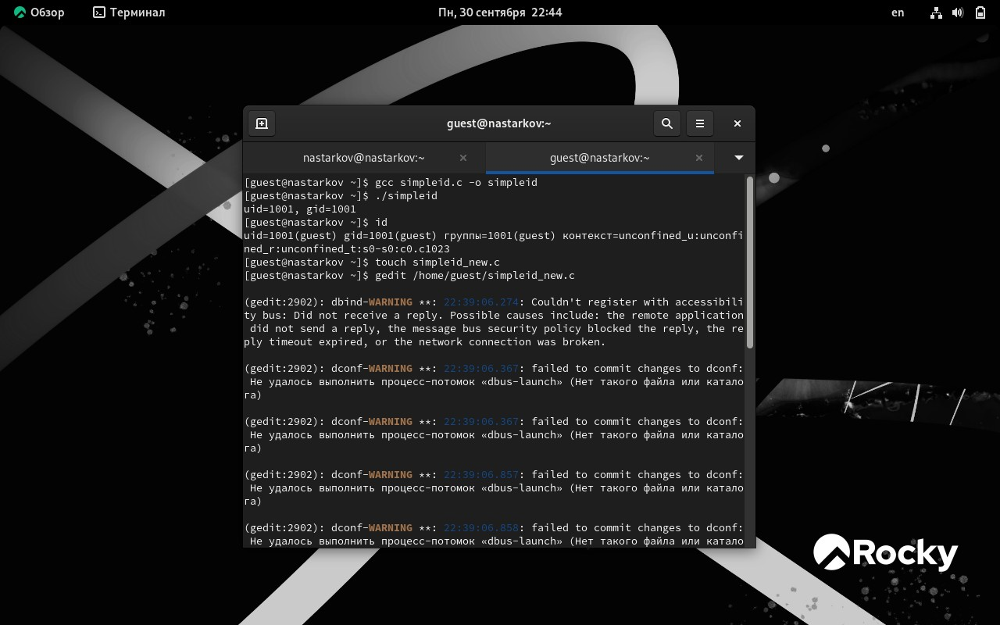 Обзор
Терминал
Пн, 30 сентября 22:44
en
guest@nastarkov:~
nastarkov@nastarkov:~
guest@nastarkov:~
[guest@nastarkov ~]$ gcc simpleid.c -o simpleid
[guest@nastarkov ~]$ ./simpleid
uid=1001, gid=1001
[guest@nastarkov ~]$ id
uid=1001(guest) gid=1001(guest) группы=1001(guest) контекст=unconfined_u:unconfi
ned_r:unconfined_t:s0-s0:c0.c1023
[guest@nastarkov ~]$ touch simpleid_new.c
[guest@nastarkov ~]$ gedit /home/guest/simpleid_new.c
(gedit:2902): dbind-WARNING **: 22:39:06.274: Couldn't register with accessibili
ty bus: Did not receive a reply. Possible causes include: the remote application
did not send a reply, the message bus security policy blocked the reply, the re
ply timeout expired, or the network connection was broken.
(gedit:2902): dconf-WARNING **: 22:39:06.367: failed to commit changes to dconf:
Не удалось выполнить процесс-потомок «dbus-launch» (Нет такого файла или катало
га)
(gedit:2902): dconf-WARNING **: 22:39:06.367: failed to commit changes to dconf:
Не удалось выполнить процесс-потомок «dbus-launch» (Нет такого файла или катало
га)
(gedit:2902): dconf-WARNING **: 22:39:06.857: failed to commit changes to dconf:
Не удалось выполнить процесс-потомок «dbus-launch» (Нет такого файла или катало
га)
(gedit:2902): dconf-WARNING **: 22:39:06.858: failed to commit changes to dconf:
Не удалось выполнить процесс-потомок «dbus-launch» (Нет такого файла или катало
Rocky